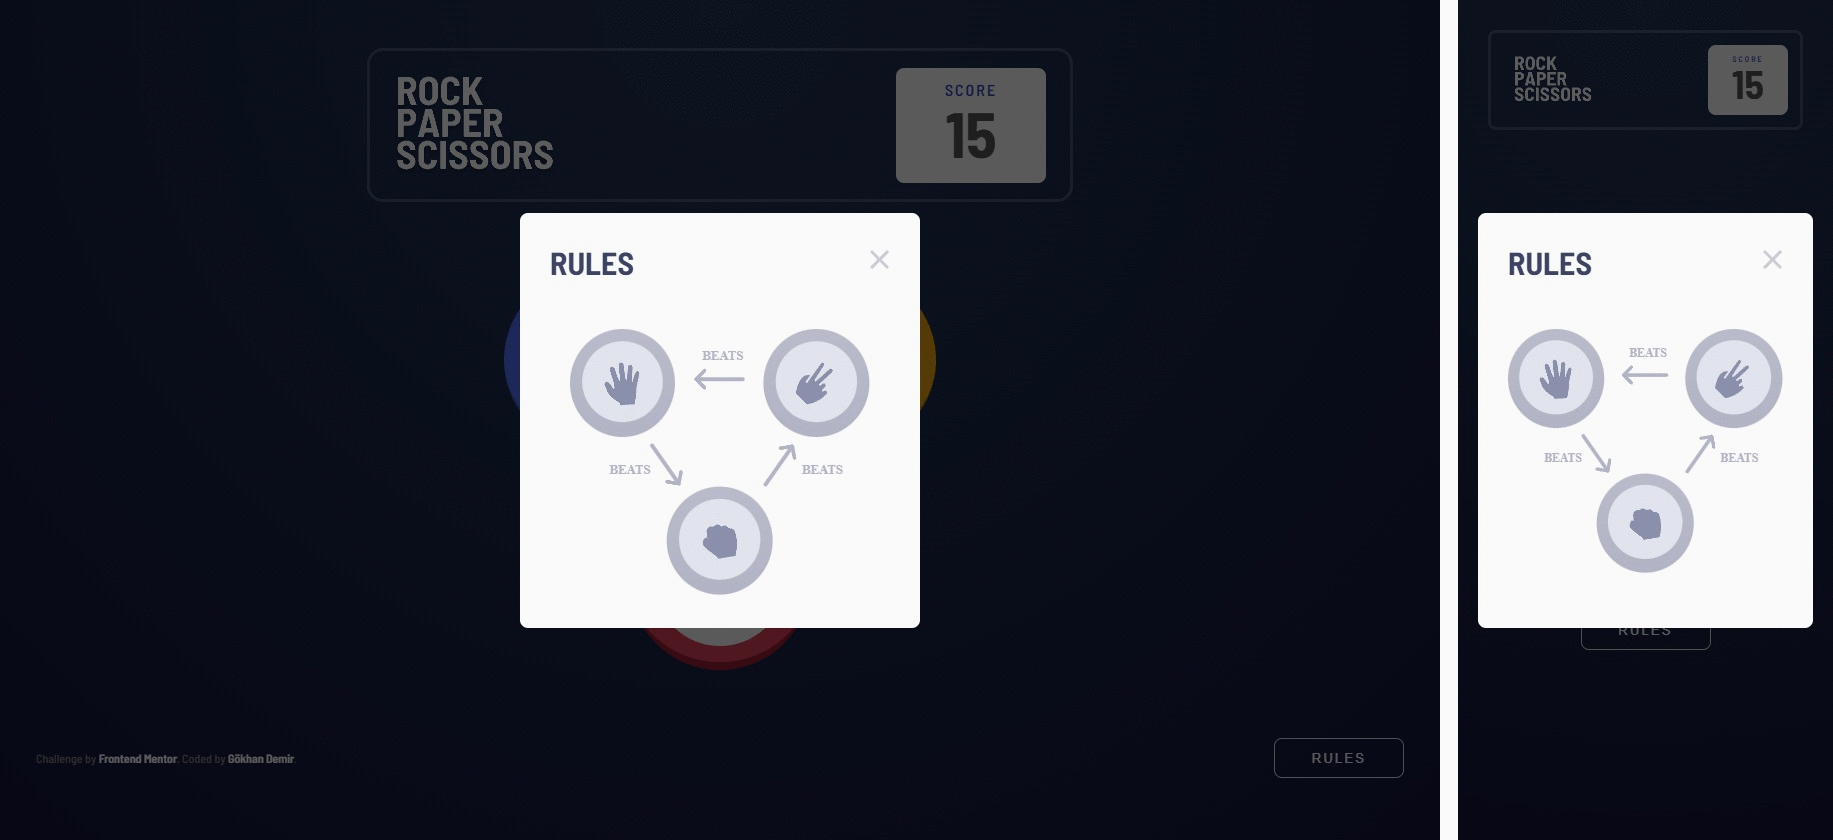 ROCK
PAPER
SCISSORS
SCORE
15
RULES
BEATS
BEATS
BEATS
Challenge by Frontend Mentor. Coded by Gökhan Demir.
RULES
ROCK
PAPER
SCISSORS
SCORE
15
RULES
BEATS
BEATS
BEATS
RULES